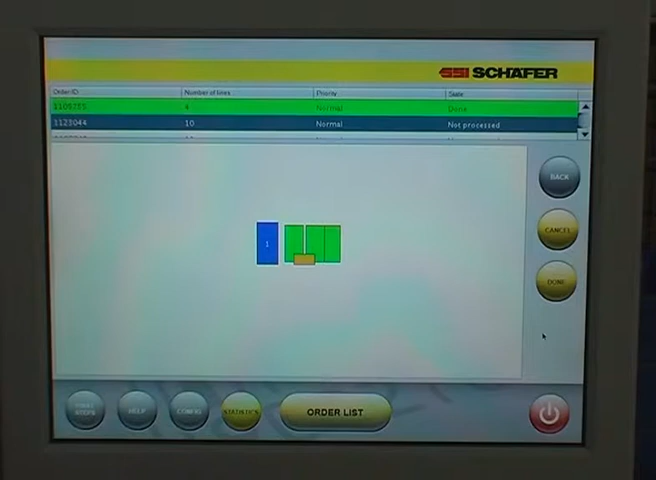 SSI SCHÄFER
Order ID Number of lines Priority State
4 Normal Done
1123044 10 Normal Not processed
1
BACK
CANCEL
DONE
HELP
CONFIG
STATISTICS
ORDER LIST